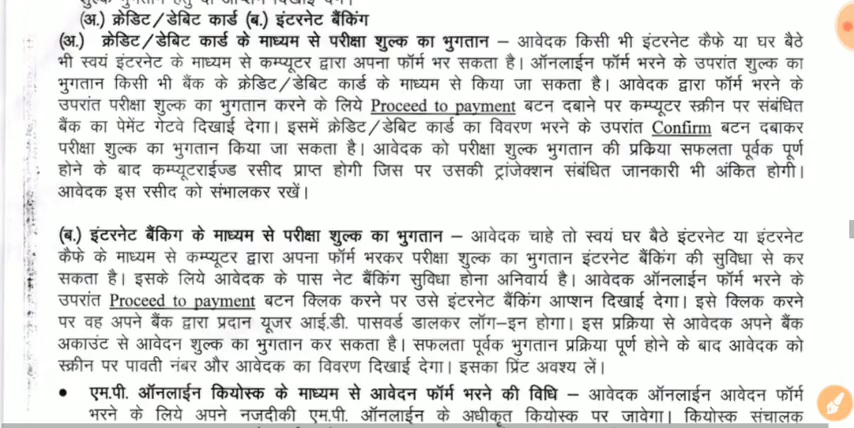 (अ.) क्रेडिट/डेबिट कार्ड (ब.) इंटरनेट बैंकिंग
(अ.) क्रेडिट/डेबिट कार्ड के माध्यम से परीक्षा शुल्क का भुगतान – आवेदक किसी भी इंटरनेट कैफे या घर बैठे
भी स्वयं इंटरनेट के माध्यम से कम्प्यूटर द्वारा अपना फॉर्म भर सकता है। ऑनलाईन फॉर्म भरने के उपरांत शुल्क का
भुगतान किसी भी बैंक के क्रेडिट/डेबिट कार्ड के माध्यम से किया जा सकता है। आवेदक द्वारा फॉर्म भरने के
उपरांत परीक्षा शुल्क का भुगतान करने के लिये Proceed to payment बटन दबाने पर कम्प्यूटर स्क्रीन पर संबंधित
बैंक का पेमेंट गेटवे दिखाई देगा। इसमें क्रेडिट/डेबिट कार्ड का विवरण भरने के उपरांत Confirm बटन दबाकर
परीक्षा शुल्क का भुगतान किया जा सकता है। आवेदक को परीक्षा शुल्क भुगतान की प्रक्रिया सफलता पूर्वक पूर्ण
होने के बाद कम्प्यूटराईज्ड रसीद प्राप्त होगी जिस पर उसकी ट्रांजेक्शन संबंधित जानकारी भी अंकित होगी।
आवेदक इस रसीद को संभालकर रखें।
(ब.) इंटरनेट बैंकिग के माध्यम से परीक्षा शुल्क का भुगतान – आवेदक चाहे तो स्वयं घर बैठे इंटरनेट या इंटरनेट
कैफे के माध्यम से कम्प्यूटर द्वारा अपना फॉर्म भरकर परीक्षा शुल्क का भुगतान इंटरनेट बैंकिंग की सुविधा से कर
सकता है। इसके लिये आवेदक के पास नेट बैंकिंग सुविधा होना अनिवार्य है। आवेदक ऑनलाईन फॉर्म भरने के
उपरांत Proceed to payment बटन क्लिक करने पर उसे इंटरनेट बैंकिंग आप्शन दिखाई देगा। इसे क्लिक करने
पर वह अपने बैंक द्वारा प्रदान यूजर आई.डी. पासवर्ड डालकर लॉग–इन होगा। इस प्रक्रिया से आवेदक अपने बैंक
अकाउंट से आवेदन शुल्क का भुगतान कर सकता है। सफलता पूर्वक भुगतान प्रक्रिया पूर्ण होने के बाद आवेदक को
स्क्रीन पर पावती नंबर और आवेदक का विवरण दिखाई देगा। इसका प्रिंट अवश्य लें।
• एम.पी. ऑनलाईन कियोस्क के माध्यम से आवेदन फॉर्म भरने की विधि – आवेदक ऑनलाईन आवेदन फॉर्म
भरने के लिये अपने नजदीकी एम.पी. ऑनलाईन के अधीकृत कियोस्क पर जावेगा। कियोस्क संचालक